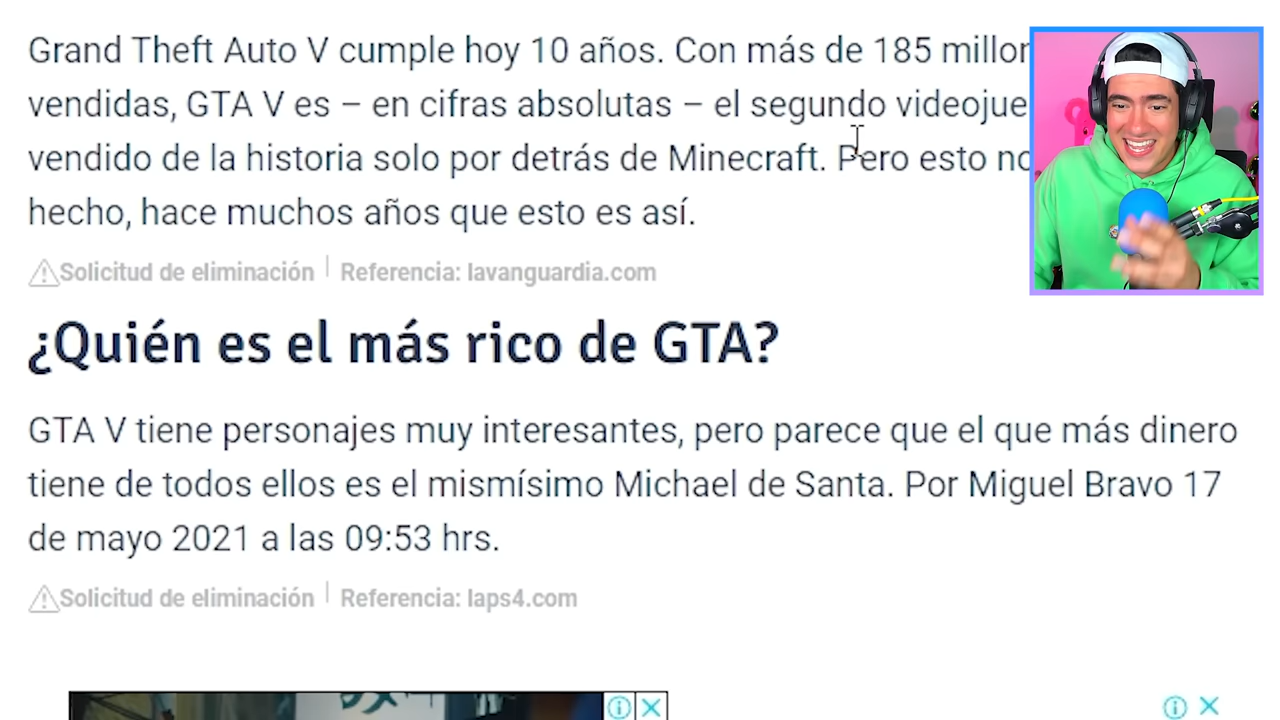 Grand Theft Auto V cumple hoy 10 años. Con más de 185
vendidas, GTA V es – en cifras absolutas – el segundo
vendido de la historia solo por detrás de Minecraft. Pero esto
hecho, hace muchos años que esto es así.
Solicitud de eliminación | Referencia: lavanguardia.com
¿Quién es el más rico de GTA?
GTA V tiene personajes muy interesantes, pero parece que el que más dinero
tiene de todos ellos es el mismísimo Michael de Santa. Por Miguel Bravo 17
de mayo 2021 a las 09:53 hrs.
Solicitud de eliminación | Referencia: laps4.com